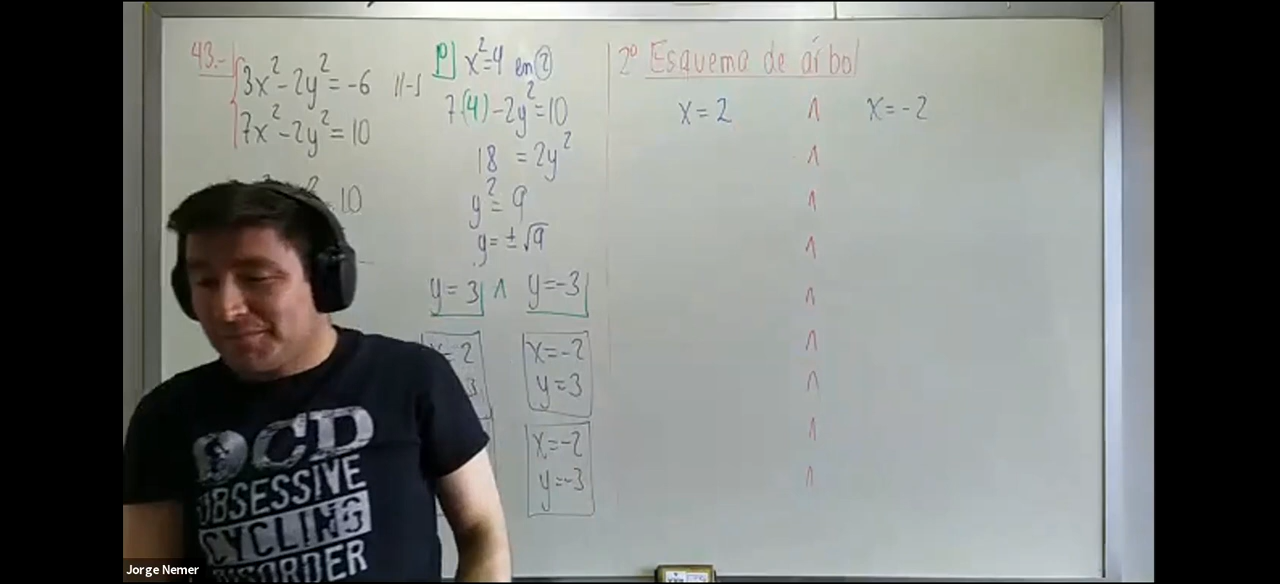 43.-
3x²-2y²=-6 //-1
7x²-2y²=10
=10
P] x²=4 en ②
7(4)-2y²=10
18 =2y²
y²= 9
y=±√9
y=3 ∧ y=-3
x=2
3
x=-2
y=3
x=-2
y=-3
2º Esquema de árbol
x=2 ∧ x=-2
∧
∧
∧
∧
∧
∧
∧
∧
OCD
OBSESSIVE
CYCLING
DISORDER
Jorge Nemer